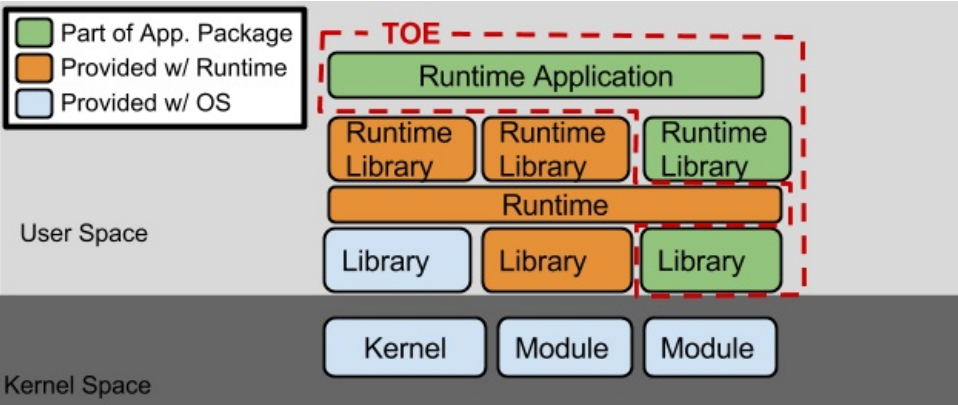 Part of App. Package
Provided w/ Runtime
Provided w/ OS
TOE
Runtime Application
Runtime
Library
Runtime
Library
Runtime
Library
Runtime
User Space
Library
Library
Library
Kernel
Module
Module
Kernel Space